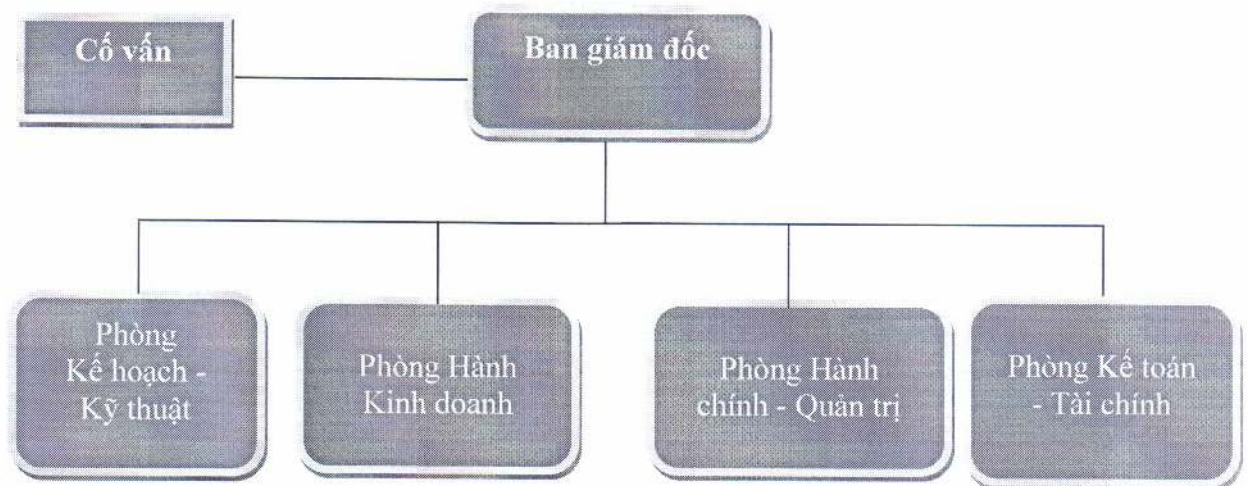 Cố vấn
Ban giám đốc
Phòng
Kế hoạch -
Kỹ thuật
Phòng Hành
Kinh doanh
Phòng Hành
chính - Quản trị
Phòng Kế toán
- Tài chính